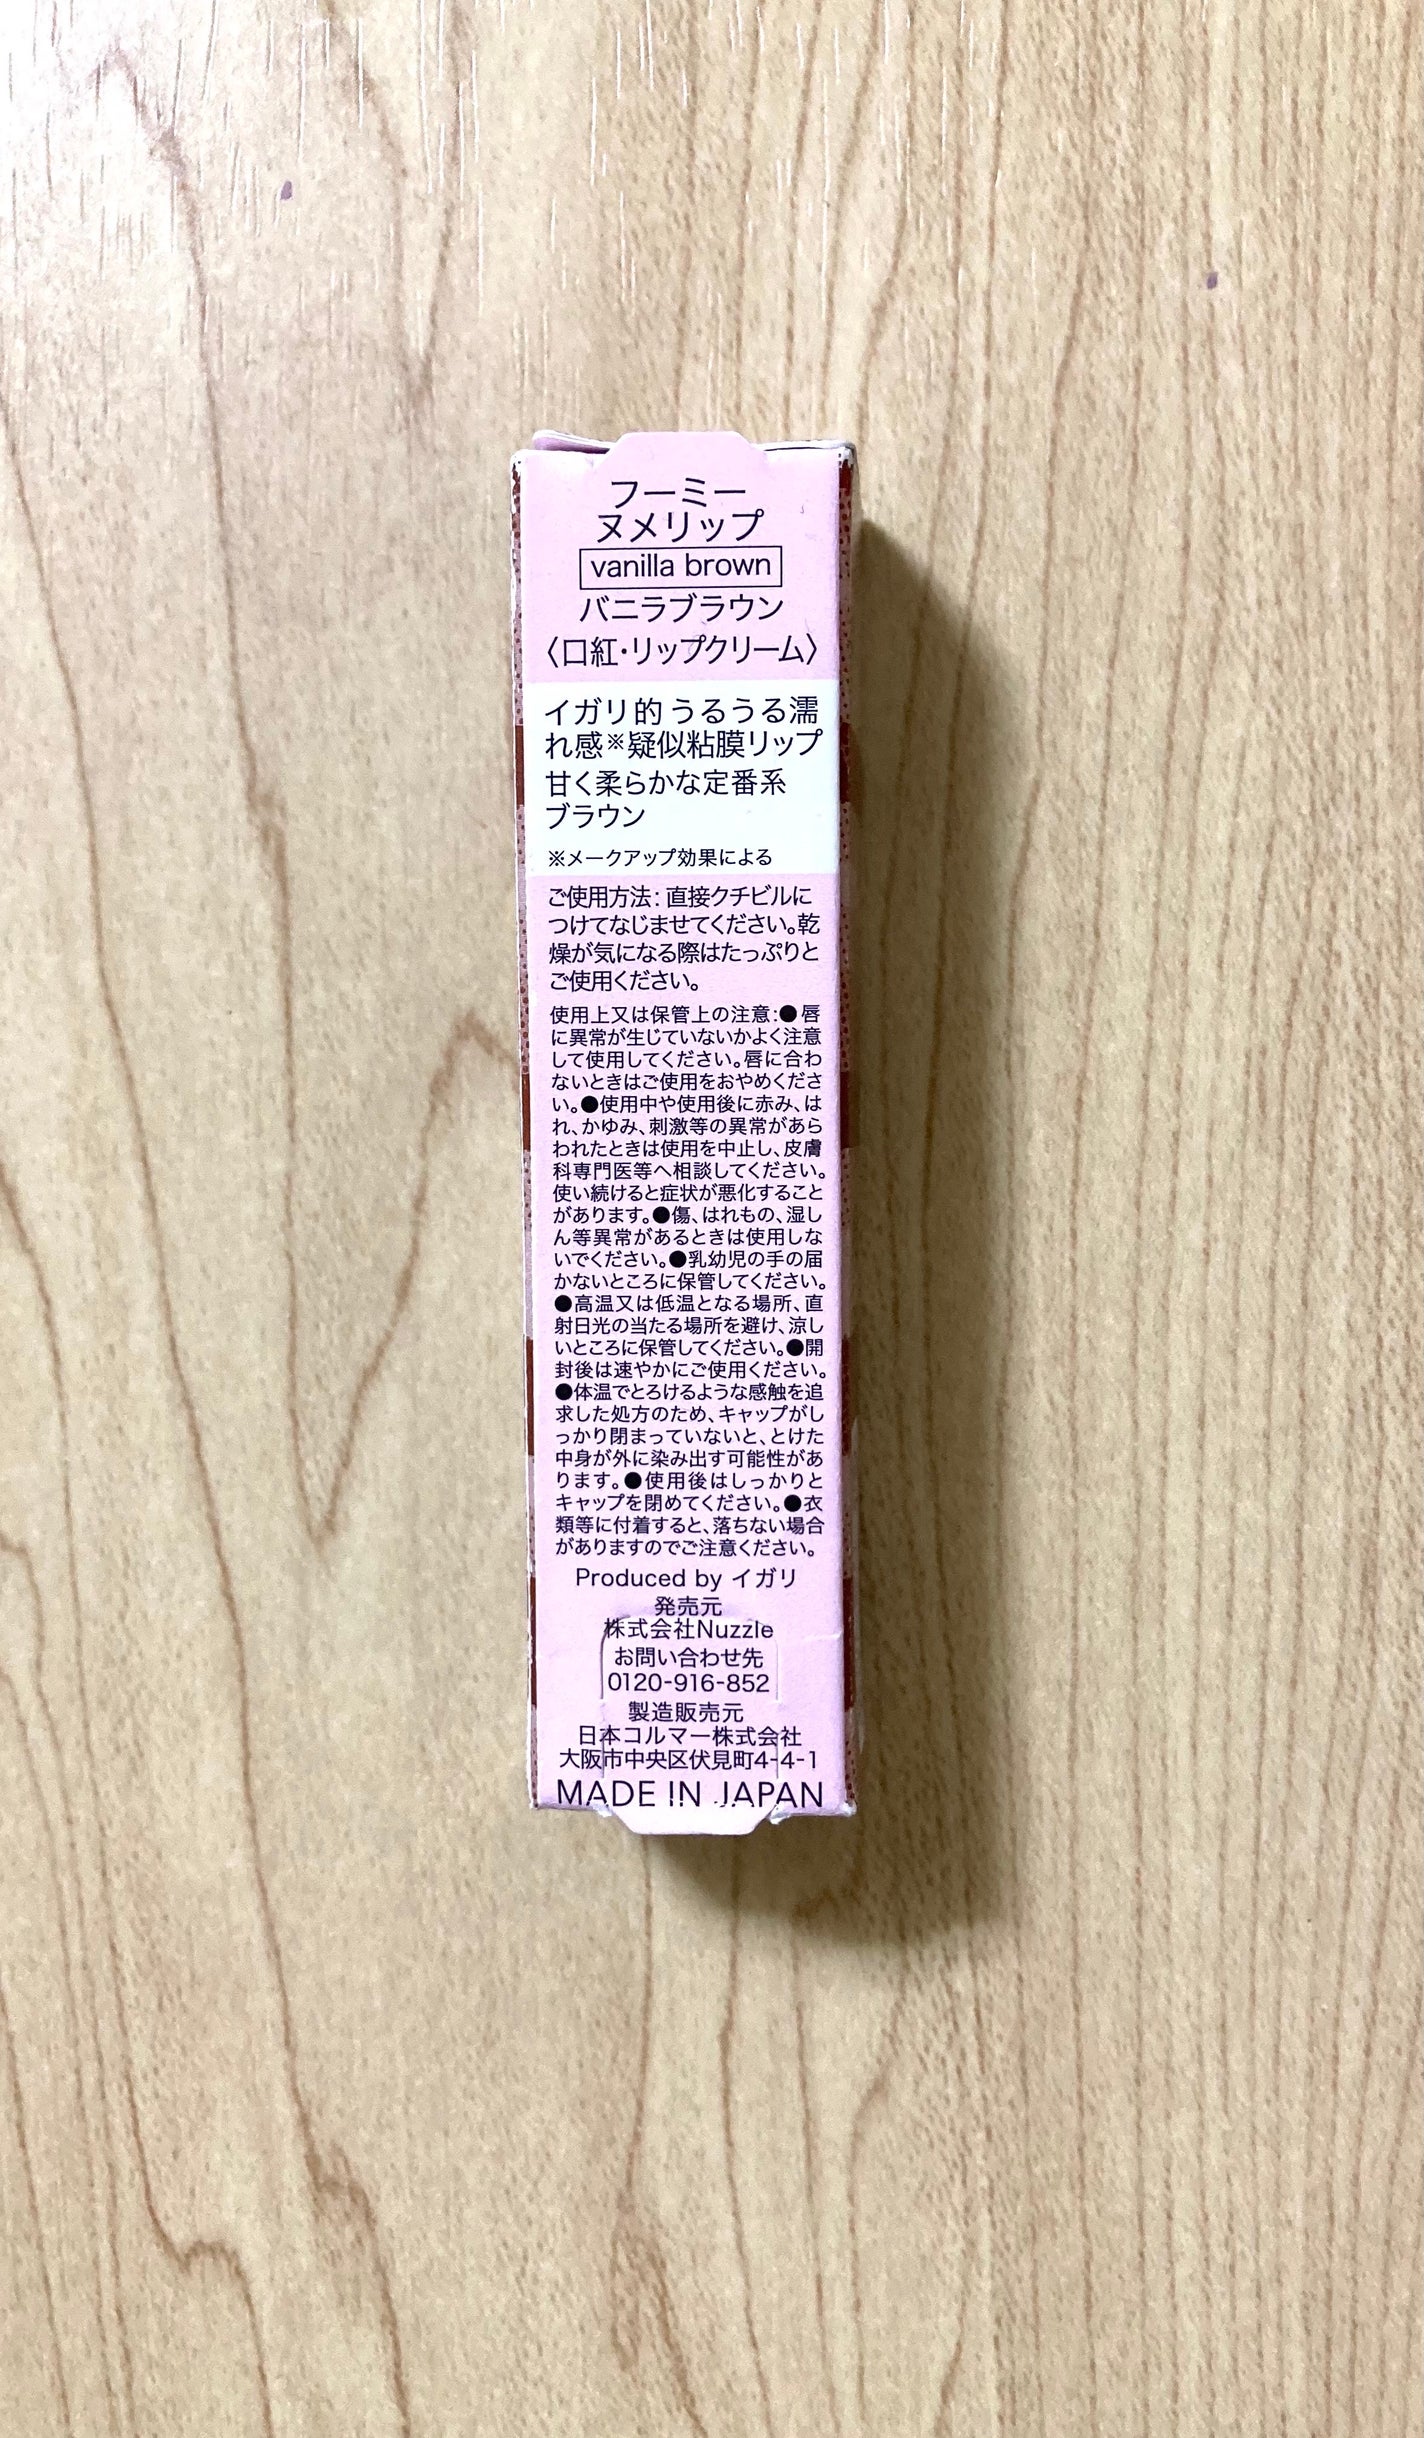 フーミー
ヌメリップ
vanilla brown
バニラブラウン
〈口紅・リップクリーム〉
イガリ的 うるうる濡
れ感※疑似粘膜リップ
甘く柔らかな定番系
ブラウン
※メークアップ効果による
ご使用方法：直接クチビルに
つけてなじませてください。乾
燥が気になる際はたっぷりと
ご使用ください。
使用上又は保管上の注意:●唇
に異常が生じていないかよく注意
して使用してください。唇に合わ
ないときはご使用をおやめくださ
い。●使用中や使用後に赤み、は
れ、かゆみ、刺激等の異常があら
われたときは使用を中止し、皮膚
科専門医等へ相談してください。
使い続けると症状が悪化すること
があります。●傷、はれもの、湿し
ん等異常があるときは使用しな
いでください。●乳幼児の手の届
かないところに保管してください。
●高温又は低温となる場所、直
射日光の当たる場所を避け、涼し
いところに保管してください。●開
封後は速やかにご使用ください。
●体温でとろけるような感触を追
求した処方のため、キャップがし
っかり閉まっていないと、とけた
中身が外に染み出す可能性があ
ります。●使用後はしっかりと
キャップを閉めてください。●衣
類等に付着すると、落ちない場合
がありますのでご注意ください。
Produced by イガリ
発売元
株式会社Nuzzle
お問い合わせ先
0120-916-852
製造販売元
日本コルマー株式会社
大阪市中央区伏見町4-4-1
MADE IN JAPAN